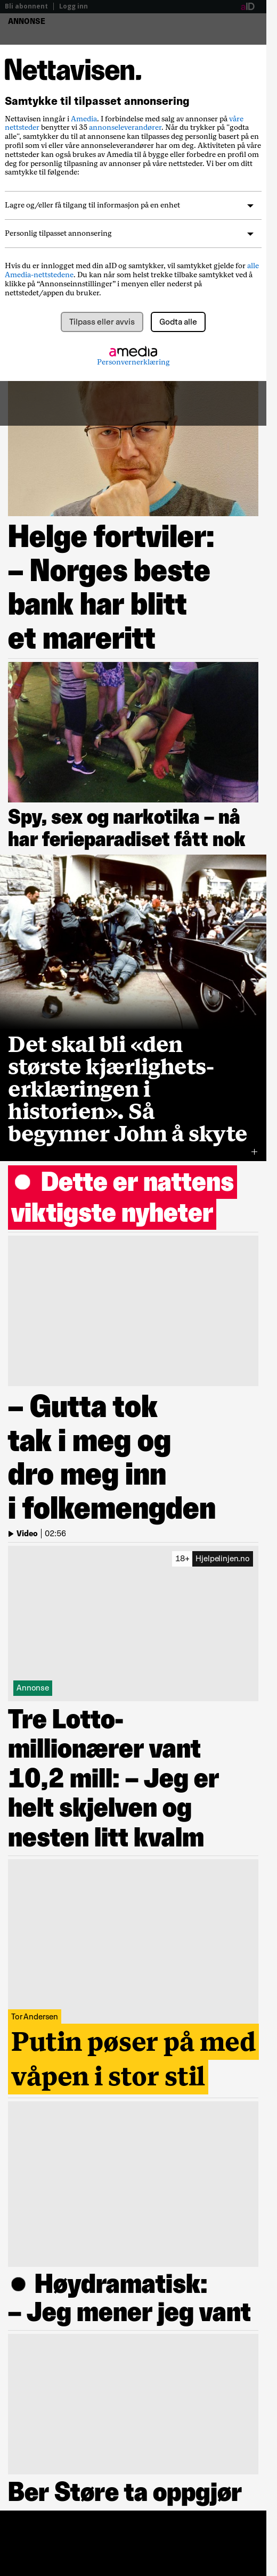 Bli abonnent | Logg inn
aID
ANNONSE
Nettavisen.
Samtykke til tilpasset annonsering
Nettavisen inngår i Amedia. I forbindelse med salg av annonser på våre
nettsteder benytter vi 35 annonseleverandører. Når du trykker på "godta
alle", samtykker du til at annonsene kan tilpasses deg personlig basert på en
profil som vi eller våre annonseleverandører har om deg. Aktiviteten på våre
nettsteder kan også brukes av Amedia til å bygge eller forbedre en profil om
deg for personlig tilpasning av annonser på våre nettsteder. Vi ber om ditt
samtykke til følgende:
Lagre og/eller få tilgang til informasjon på en enhet
Personlig tilpasset annonsering
Hvis du er innlogget med din aID og samtykker, vil samtykket gjelde for alle
Amedia-nettstedene. Du kan når som helst trekke tilbake samtykket ved å
klikke på “Annonseinnstillinger” i menyen eller nederst på
nettstedet/appen du bruker.
Tilpass eller avvis
Godta alle
amedia
Personvernerklæring
Helge fortviler:
– Norges beste
bank har blitt
et mareritt
Spy, sex og narkotika – nå
har ferieparadiset fått nok
Det skal bli «den
største kjærlighets-
erklæringen i
historien». Så
begynner John å skyte
+
Dette er nattens
viktigste nyheter
– Gutta tok
tak i meg og
dro meg inn
i folkemengden
Video | 02:56
18+ Hjelpelinjen.no
Annonse
Tre Lotto-
millionærer vant
10,2 mill: – Jeg er
helt skjelven og
nesten litt kvalm
Tor Andersen
Putin pøser på med
våpen i stor stil
Høydramatisk:
– Jeg mener jeg vant
Ber Støre ta oppgjør